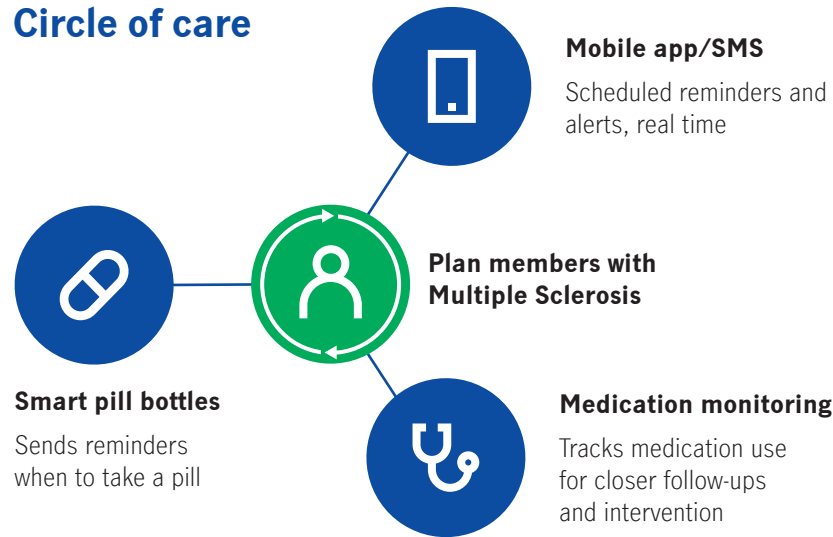 Circle of care
Mobile app/SMS
Scheduled reminders and
alerts, real time
Plan members with
Multiple Sclerosis
Smart pill bottles
Sends reminders
when to take a pill
Medication monitoring
Tracks medication use
for closer follow-ups
and intervention